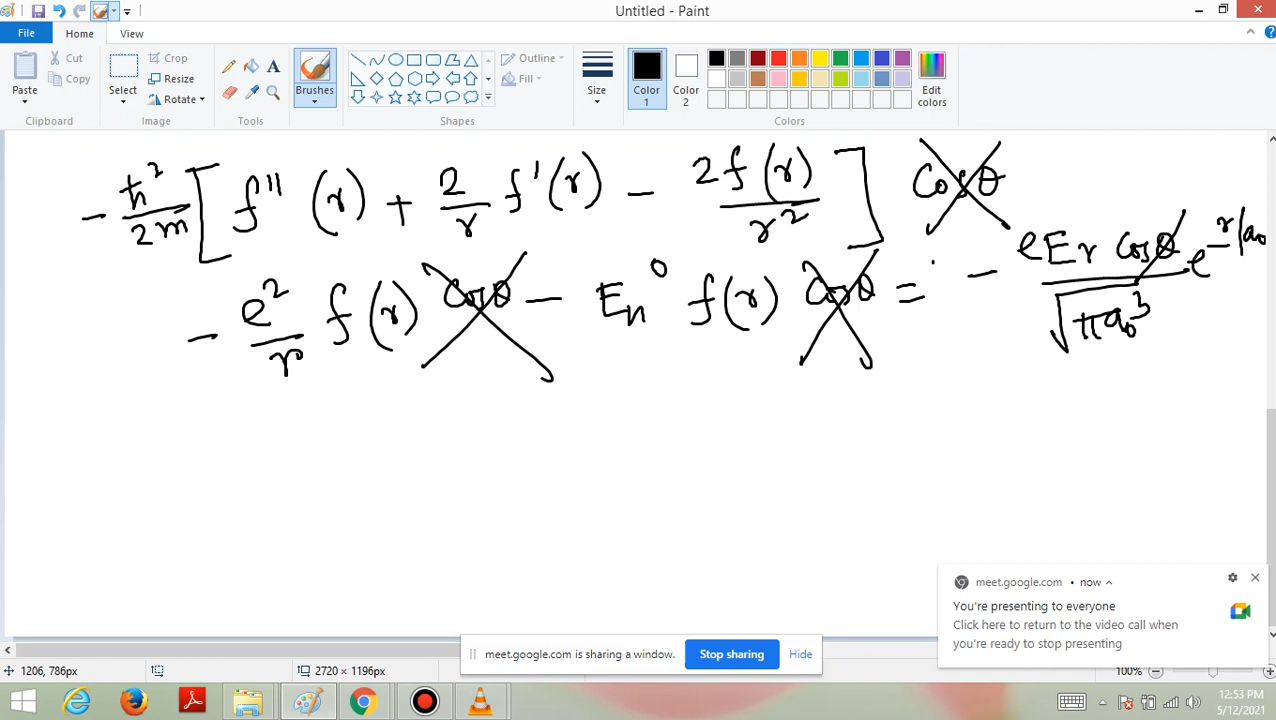 Untitled - Paint
File Home View
Paste Cut Copy Select Crop Resize Rotate Brushes Outline Fill Size Color 1 Color 2 Edit colors
Clipboard Image Tools Shapes Colors
- ħ²/2m [ f''(r) + 2/r f'(r) - 2f(r)/r² ] Cosθ
- e²/r f(r) Cosθ - En⁰ f(r) Cosθ = - eEr Cosθ/√πa₀³ e^-r/a₀
meet.google.com • now
You're presenting to everyone
Click here to return to the video call when
you're ready to stop presenting
meet.google.com is sharing a window. Stop sharing Hide
1206, 786px 2720 × 1196px 100%
12:53 PM
5/12/2021